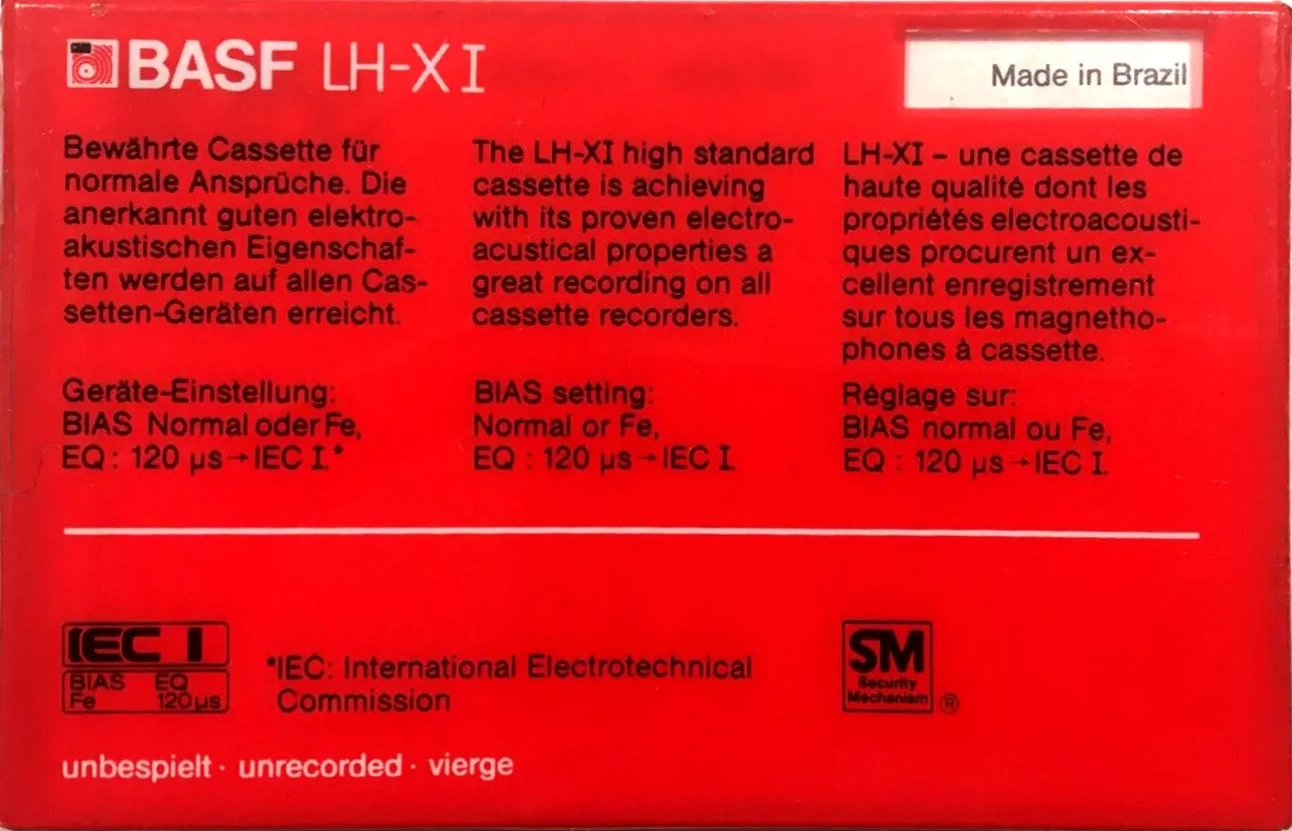 BASF LH-X I
Made in Brazil
Bewährte Cassette für
normale Ansprüche. Die
anerkannt guten elektro-
akustischen Eigenschaf-
ten werden auf allen Cas-
setten-Geräten erreicht.
Geräte-Einstellung:
BIAS Normal oder Fe,
EQ: 120 µs→IEC I.*
The LH-XI high standard
cassette is achieving
with its proven electro-
acustical properties a
great recording on all
cassette recorders.
BIAS setting:
Normal or Fe,
EQ : 120 µs→IEC I.
LH-XI – une cassette de
haute qualité dont les
propriétés electroacousti-
ques procurent un ex-
cellent enregistrement
sur tous les magnetho-
phones à cassette.
Réglage sur:
BIAS normal ou Fe,
EQ : 120 µs→IEC I.
IEC I
BIAS EQ
Fe 120µs
*IEC: International Electrotechnical
Commission
SM
Security
Mechanism ®
unbespielt · unrecorded · vierge